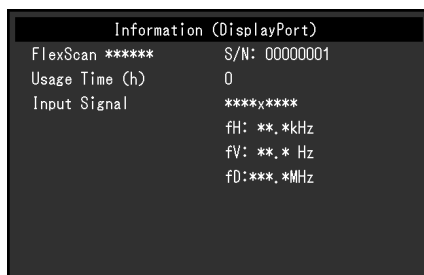 Information (DisplayPort)
FlexScan ****** S/N: 00000001
Usage Time (h) 0
Input Signal ****x****
fH: **.*kHz
fV: **.* Hz
fD:***.*MHz